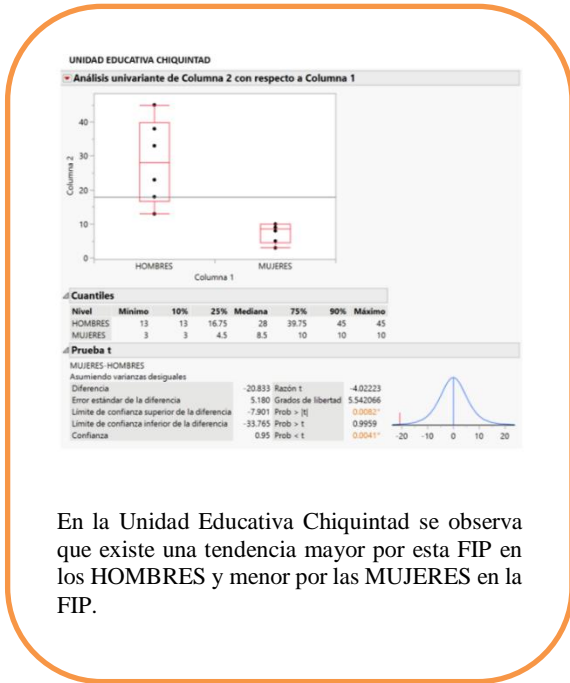 UNIDAD EDUCATIVA CHIQUINTAD
Análisis univariante de Columna 2 con respecto a Columna 1
40
30
20
10
0
Columna 2
HOMBRES MUJERES
Columna 1
Cuantiles
Nivel Mínimo 10% 25% Mediana 75% 90% Máximo
HOMBRES 13 13 16.75 28 39.75 45 45
MUJERES 3 3 4.5 8.5 10 10 10
Prueba t
MUJERES-HOMBRES
Asumiendo varianzas desiguales
Diferencia -20.833 Razón t -4.02223
Error estándar de la diferencia 5.180 Grados de libertad 5.542066
Límite de confianza superior de la diferencia -7.901 Prob > |t| 0.0082*
Límite de confianza inferior de la diferencia -33.765 Prob > t 0.9959
Confianza 0.95 Prob < t 0.0041*
-20 -10 0 10 20
En la Unidad Educativa Chiquintad se observa
que existe una tendencia mayor por esta FIP en
los HOMBRES y menor por las MUJERES en la
FIP.